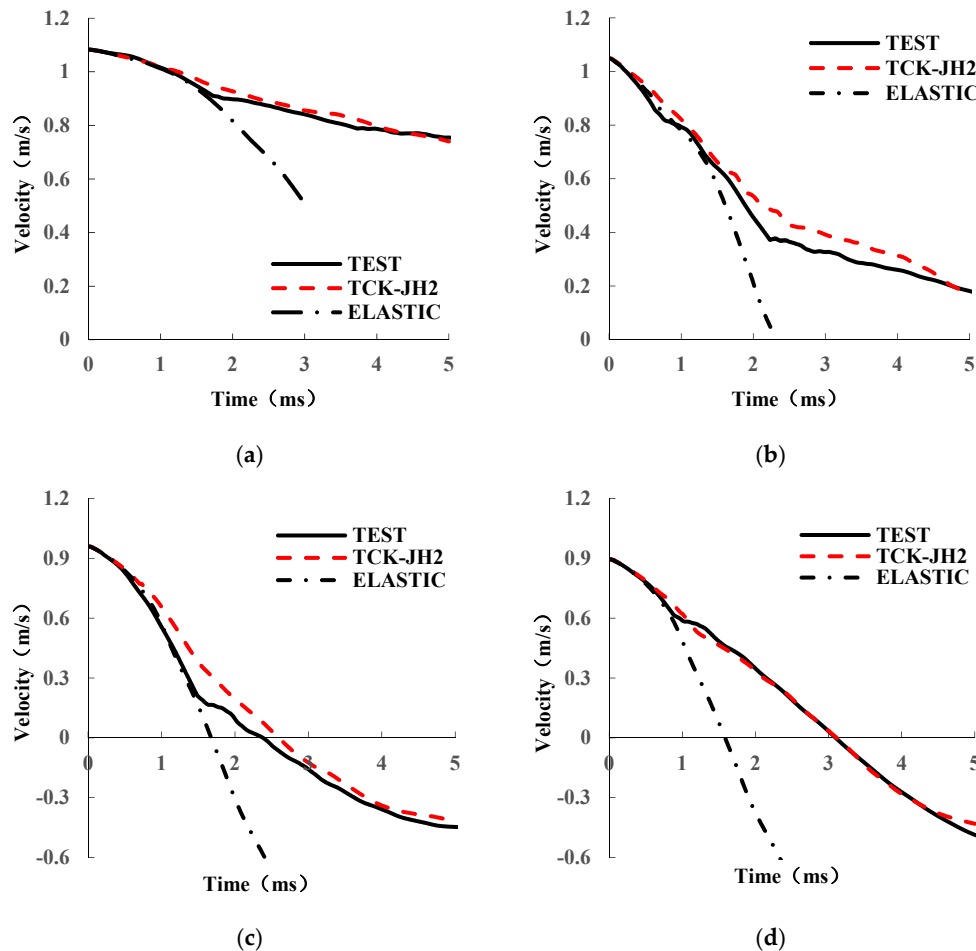 1.2
1
0.8
0.6
0.4
0.2
0
Velocity (m/s)
TEST
TCK-JH2
ELASTIC
0 1 2 3 4 5
Time（ms）
(a)
1.2
1
0.8
0.6
0.4
0.2
0
Velocity (m/s)
TEST
TCK-JH2
ELASTIC
0 1 2 3 4 5
Time（ms）
(b)
1.2
0.9
0.6
0.3
0
-0.3
-0.6
Velocity (m/s)
TEST
TCK-JH2
ELASTIC
0 1 2 3 4 5
Time（ms）
(c)
1.2
0.9
0.6
0.3
0
-0.3
-0.6
Velocity (m/s)
TEST
TCK-JH2
ELASTIC
0 1 2 3 4 5
Time（ms）
(d)